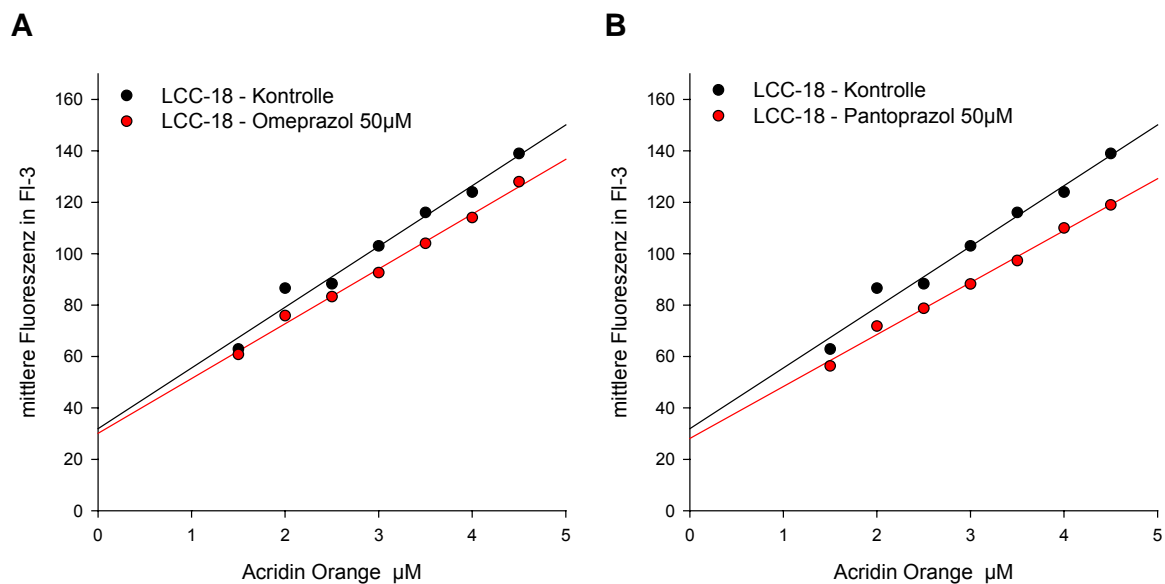 A
LCC-18 - Kontrolle
LCC-18 - Omeprazol 50µM
mittlere Fluoreszenz in Fl-3
160
140
120
100
80
60
40
20
0
0 1 2 3 4 5
Acridin Orange µM
B
LCC-18 - Kontrolle
LCC-18 - Pantoprazol 50µM
mittlere Fluoreszenz in Fl-3
160
140
120
100
80
60
40
20
0
0 1 2 3 4 5
Acridin Orange µM